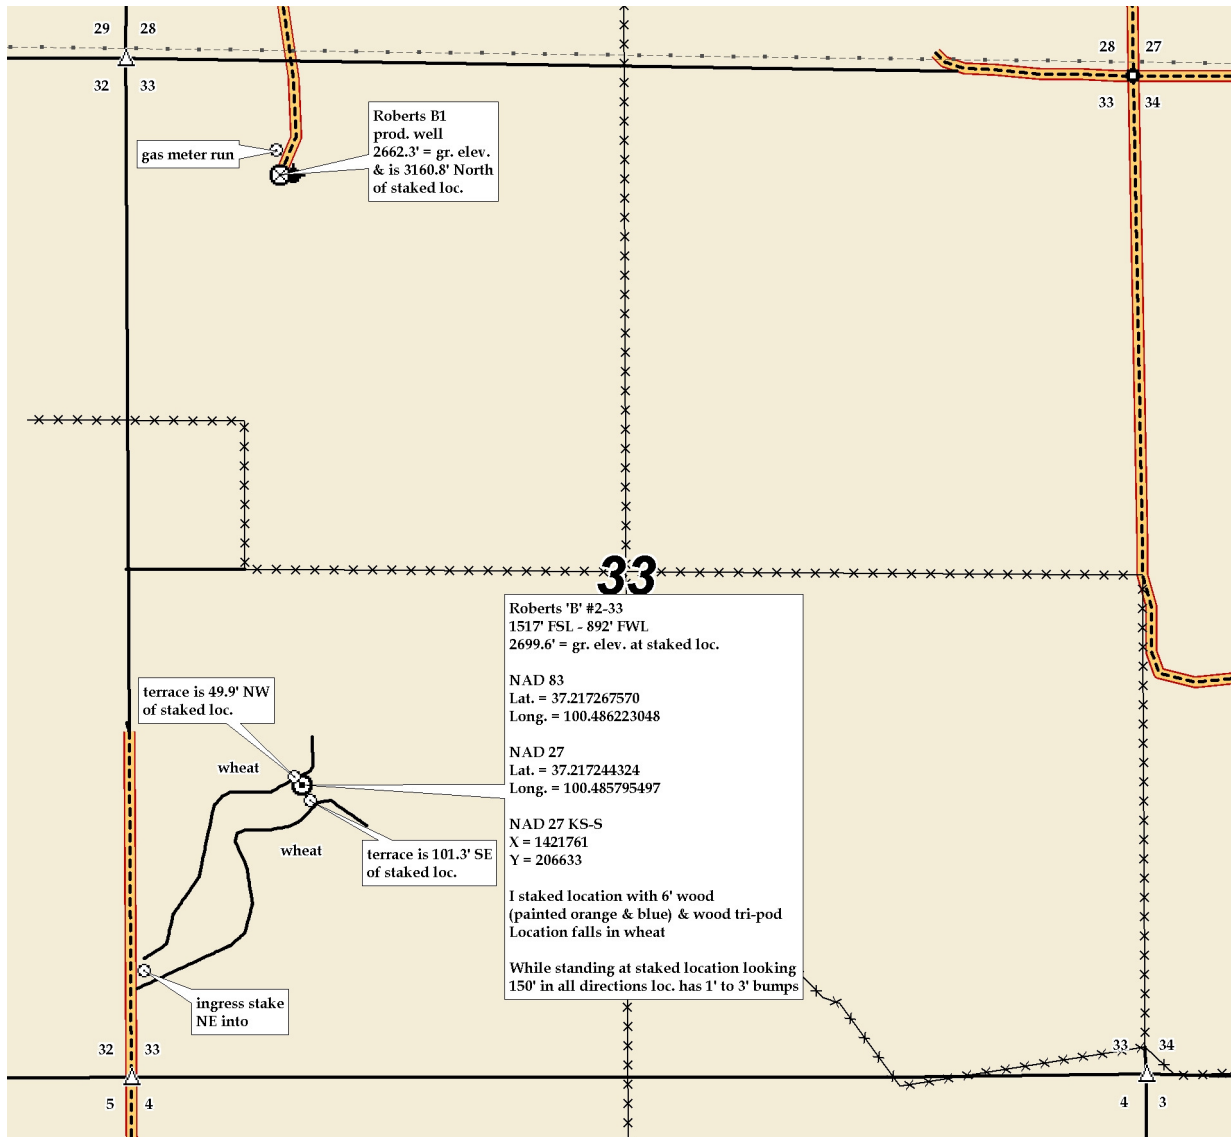 29 28
28 27
32 33
33 34
Roberts B1
prod. well
2662.3' = gr. elev.
& is 3160.8' North
of staked loc.
gas meter run
33
Roberts 'B' #2-33
1517' FSL - 892' FWL
2699.6' = gr. elev. at staked loc.
NAD 83
Lat. = 37.217267570
Long. = 100.486223048
NAD 27
Lat. = 37.217244324
Long. = 100.485795497
NAD 27 KS-S
X = 1421761
Y = 206633
I staked location with 6' wood
(painted orange & blue) & wood tri-pod
Location falls in wheat
While standing at staked location looking
150' in all directions loc. has 1' to 3' bumps
terrace is 49.9' NW
of staked loc.
wheat
wheat
terrace is 101.3' SE
of staked loc.
ingress stake
NE into
32 33
33 34
5 4
4 3